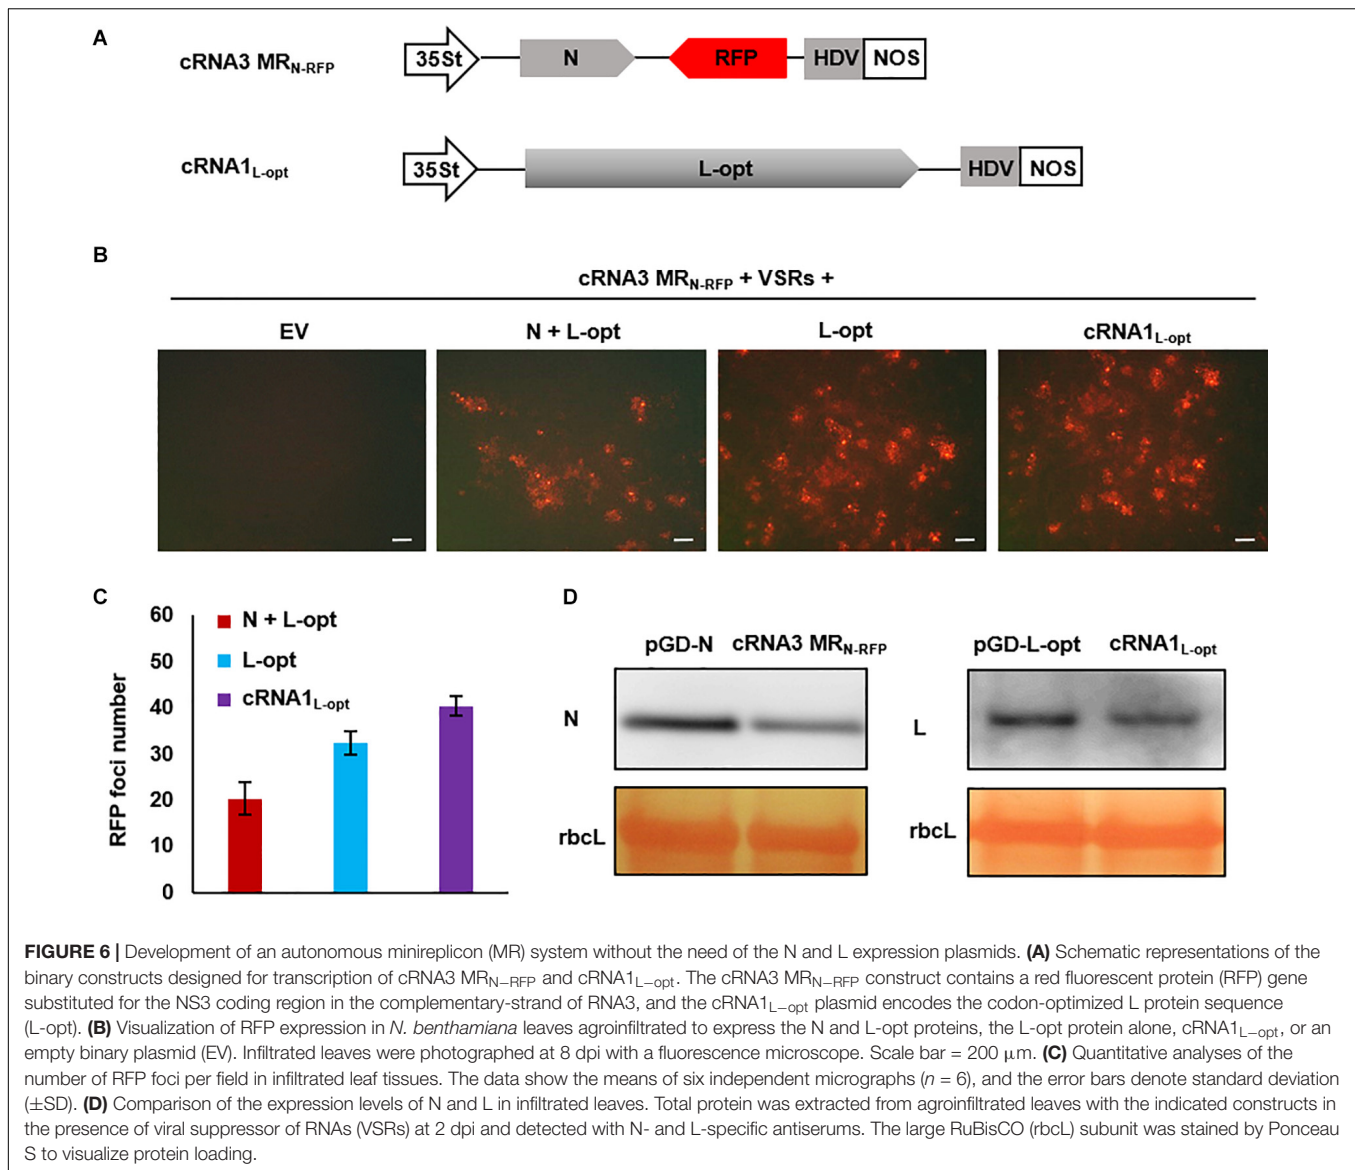 A
cRNA3 MRN-RFP
35St
N
RFP
HDV
NOS
cRNA1L-opt
35St
L-opt
HDV
NOS
B
cRNA3 MRN-RFP + VSRs +
EV
N + L-opt
L-opt
cRNA1L-opt
C
60
50
40
30
20
10
0
RFP foci number
N + L-opt
L-opt
cRNA1L-opt
D
pGD-N cRNA3 MRN-RFP
N
rbcL
pGD-L-opt cRNA1L-opt
L
rbcL
FIGURE 6 | Development of an autonomous minireplicon (MR) system without the need of the N and L expression plasmids. (A) Schematic representations of the
binary constructs designed for transcription of cRNA3 MRN−RFP and cRNA1L−opt. The cRNA3 MRN−RFP construct contains a red fluorescent protein (RFP) gene
substituted for the NS3 coding region in the complementary-strand of RNA3, and the cRNA1L−opt plasmid encodes the codon-optimized L protein sequence
(L-opt). (B) Visualization of RFP expression in N. benthamiana leaves agroinfiltrated to express the N and L-opt proteins, the L-opt protein alone, cRNA1L−opt, or an
empty binary plasmid (EV). Infiltrated leaves were photographed at 8 dpi with a fluorescence microscope. Scale bar = 200 μm. (C) Quantitative analyses of the
number of RFP foci per field in infiltrated leaf tissues. The data show the means of six independent micrographs (n = 6), and the error bars denote standard deviation
(±SD). (D) Comparison of the expression levels of N and L in infiltrated leaves. Total protein was extracted from agroinfiltrated leaves with the indicated constructs in
the presence of viral suppressor of RNAs (VSRs) at 2 dpi and detected with N- and L-specific antiserums. The large RuBisCO (rbcL) subunit was stained by Ponceau
S to visualize protein loading.